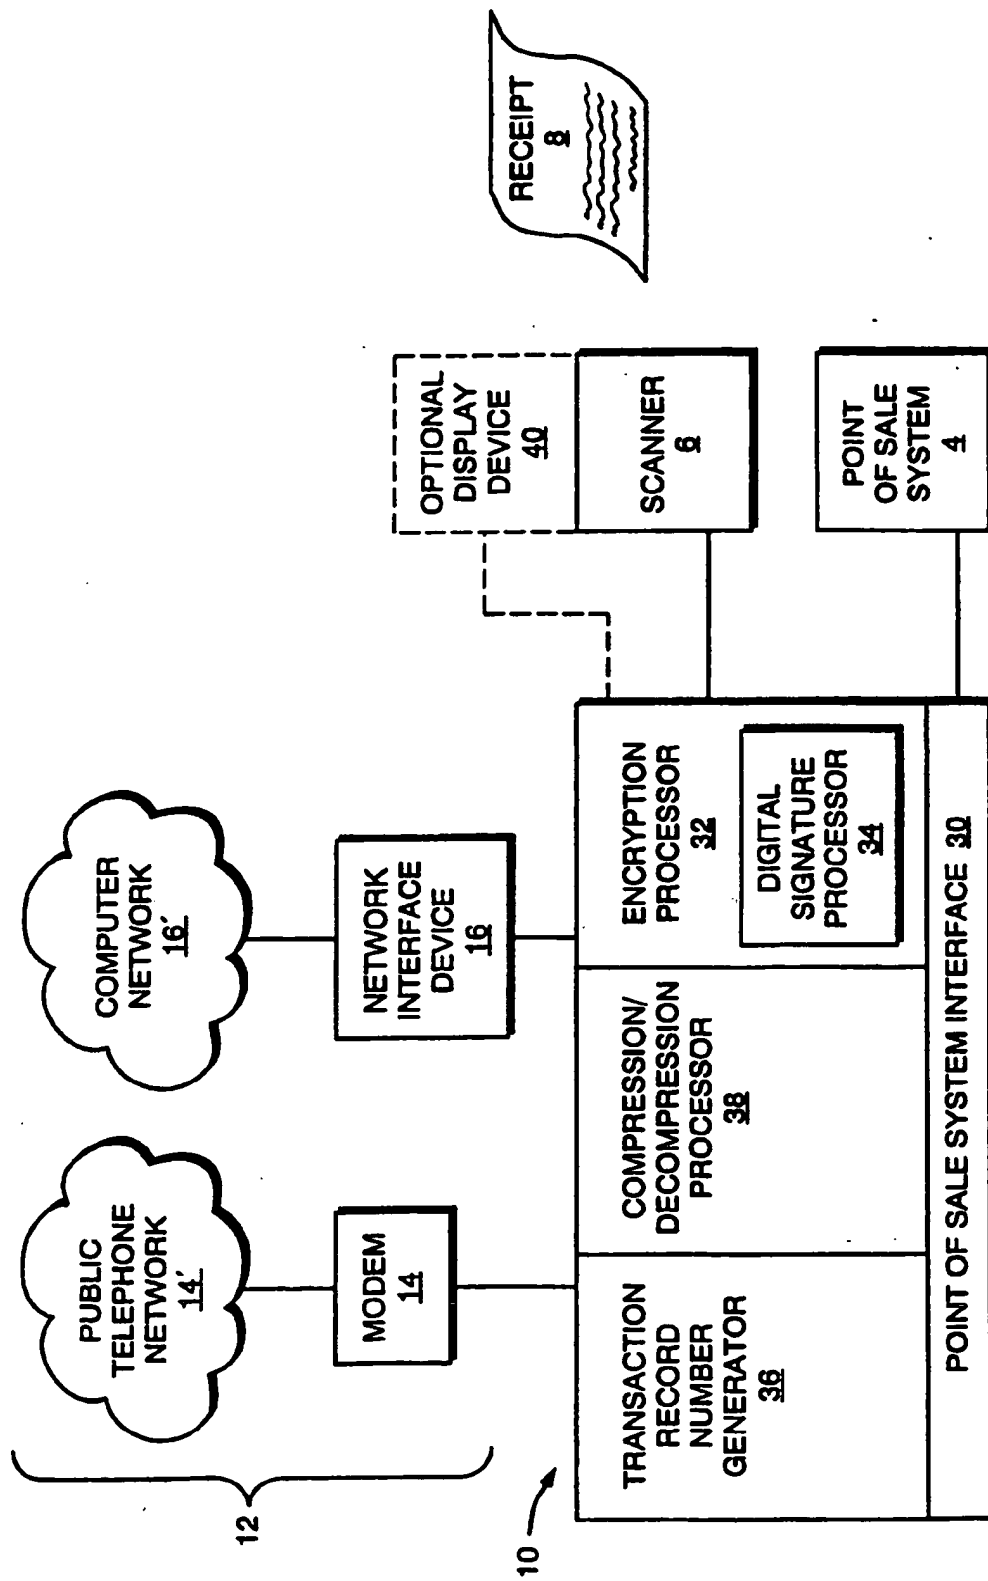 12
PUBLIC
TELEPHONE
NETWORK
14'
COMPUTER
NETWORK
16'
MODEM
14
NETWORK
INTERFACE
DEVICE
16
10
TRANSACTION
RECORD
NUMBER
GENERATOR
36
COMPRESSION/
DECOMPRESSION
PROCESSOR
38
ENCRYPTION
PROCESSOR
32
DIGITAL
SIGNATURE
PROCESSOR
34
POINT OF SALE SYSTEM INTERFACE 30
OPTIONAL
DISPLAY
DEVICE
40
SCANNER
6
POINT
OF SALE
SYSTEM
4
RECEIPT
8